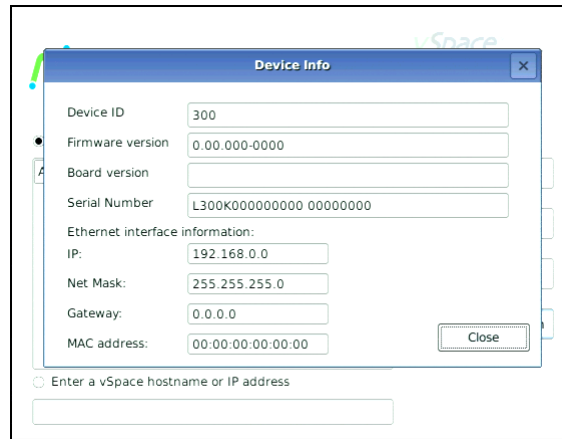 vSpace
Device Info
Device ID 300
Firmware version 0.00.000-0000
Board version
Serial Number L300K000000000 00000000
Ethernet interface information:
IP: 192.168.0.0
Net Mask: 255.255.255.0
Gateway: 0.0.0.0
MAC address: 00:00:00:00:00:00
Close
Enter a vSpace hostname or IP address